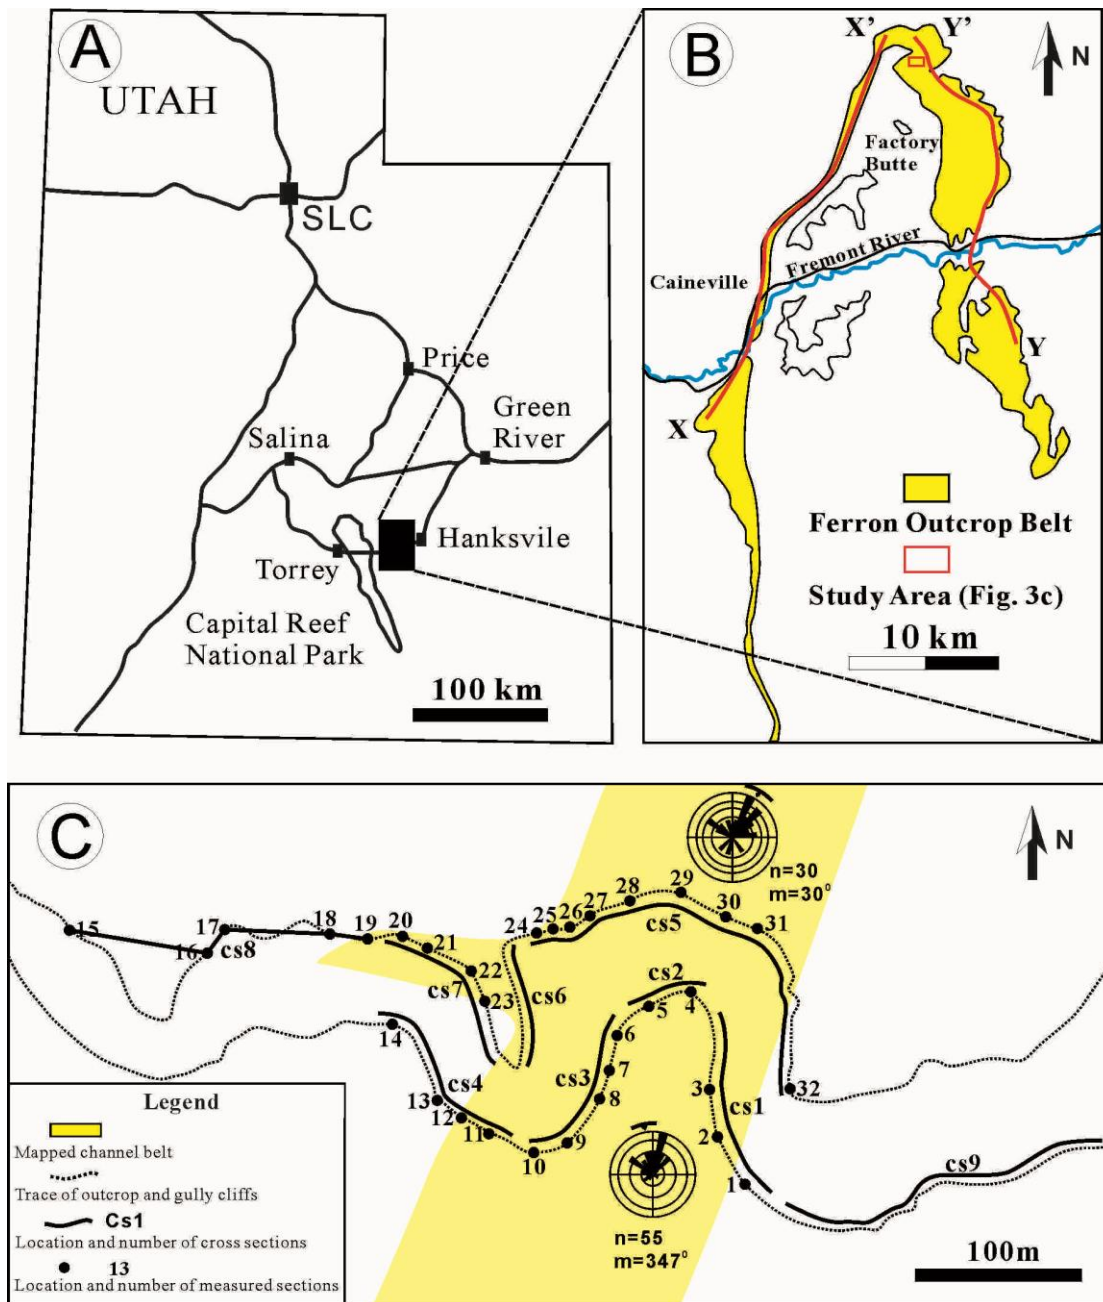 A
UTAH
SLC
Price
Green
River
Salina
Hanksvile
Torrey
Capital Reef
National Park
100 km
B
X'
Y'
N
Factory
Butte
Fremont River
Caineville
Y
X
Ferron Outcrop Belt
Study Area (Fig. 3c)
10 km
C
N
n=30
m=30°
15
16
17
cs8
18
19
20
21
22
23
cs7
24
25
26
27
28
29
30
31
cs5
cs6
cs2
5
4
6
7
cs3
8
9
10
11
12
13
cs4
14
3
cs1
2
1
32
cs9
n=55
m=347°
100m
Legend
Mapped channel belt
Trace of outcrop and gully cliffs
Cs1
Location and number of cross sections
13
Location and number of measured sections